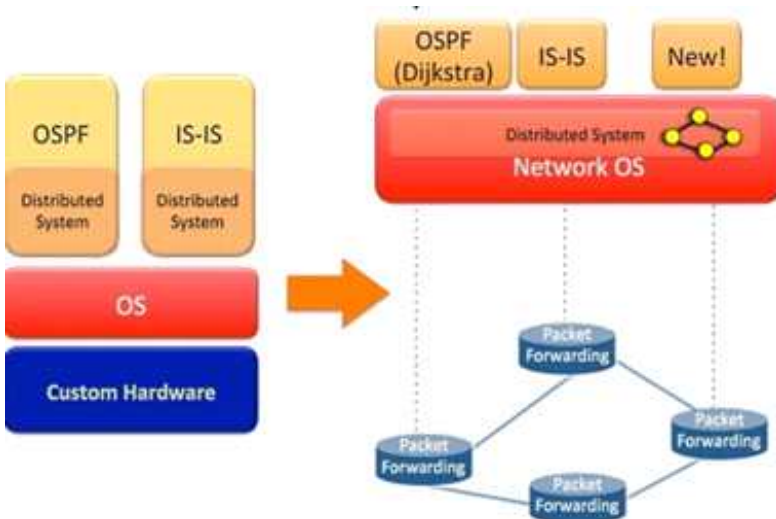 OSPF
Distributed
System
IS-IS
Distributed
System
OS
Custom Hardware
OSPF
(Dijkstra)
IS-IS
New!
Distributed System
Network OS
Packet
Forwarding
Packet
Forwarding
Packet
Forwarding
Packet
Forwarding